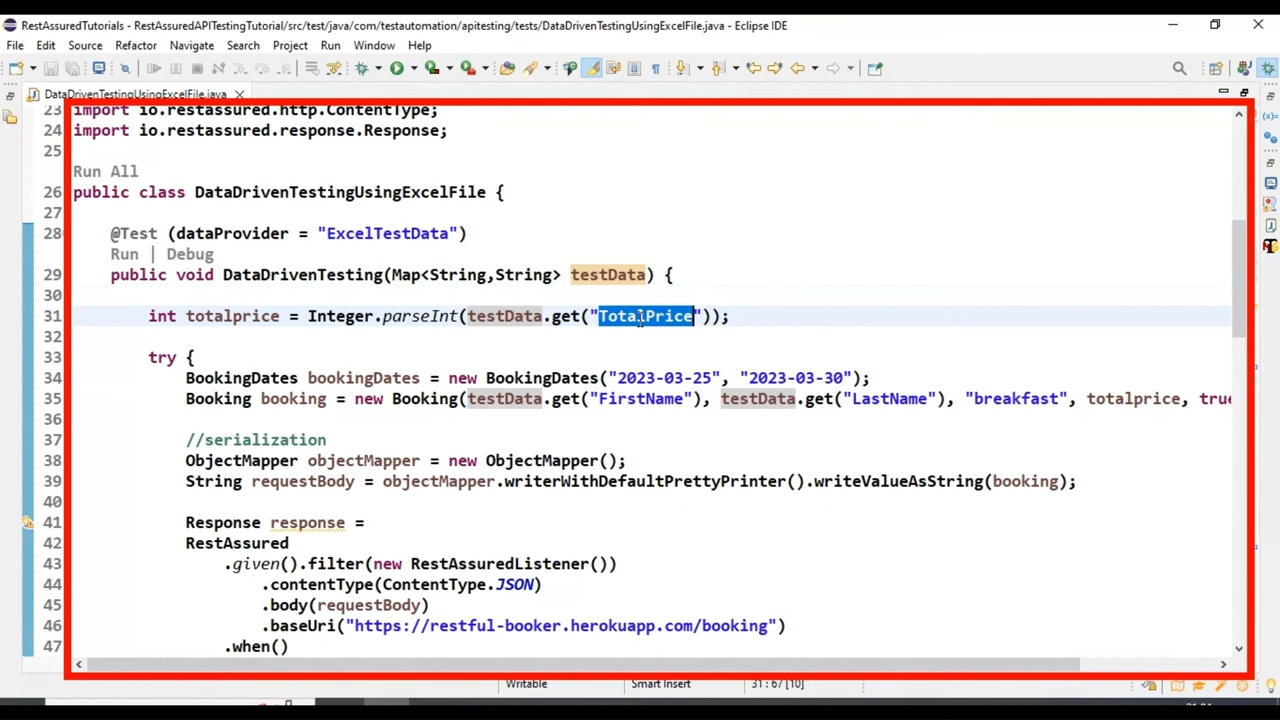 RestAssuredTutorials - RestAssuredAPITestingTutorial/src/test/java/com/testautomation/apitesting/tests/DataDrivenTestingUsingExcelFile.java - Eclipse IDE
File Edit Source Refactor Navigate Search Project Run Window Help
DataDrivenTestingUsingExcelFile.java
23 import io.restassured.http.ContentType;
24 import io.restassured.response.Response;
25
Run All
26 public class DataDrivenTestingUsingExcelFile {
27
28 @Test (dataProvider = "ExcelTestData")
Run | Debug
29 public void DataDrivenTesting(Map<String,String> testData) {
30
31 int totalprice = Integer.parseInt(testData.get("TotalPrice"));
32
33 try {
34 BookingDates bookingDates = new BookingDates("2023-03-25", "2023-03-30");
35 Booking booking = new Booking(testData.get("FirstName"), testData.get("LastName"), "breakfast", totalprice, true
36
37 //serialization
38 ObjectMapper objectMapper = new ObjectMapper();
39 String requestBody = objectMapper.writerWithDefaultPrettyPrinter().writeValueAsString(booking);
40
41 Response response =
42 RestAssured
43 .given().filter(new RestAssuredListener())
44 .contentType(ContentType.JSON)
45 .body(requestBody)
46 .baseUri("https://restful-booker.herokuapp.com/booking")
47 .when()
Writable Smart Insert 31 : 67 [10]